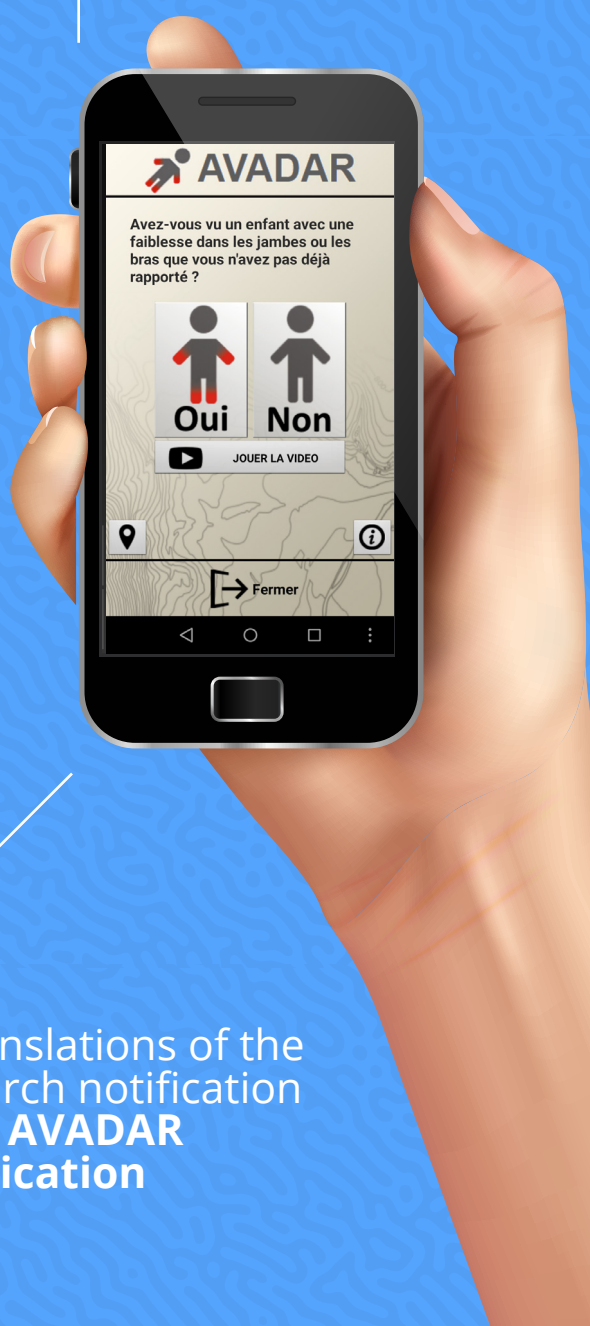 AVADAR
Avez-vous vu un enfant avec une
faiblesse dans les jambes ou les
bras que vous n'avez pas déjà
rapporté ?
Oui Non
JOUER LA VIDEO
Fermer
nslations of the
rch notification
AVADAR
ication